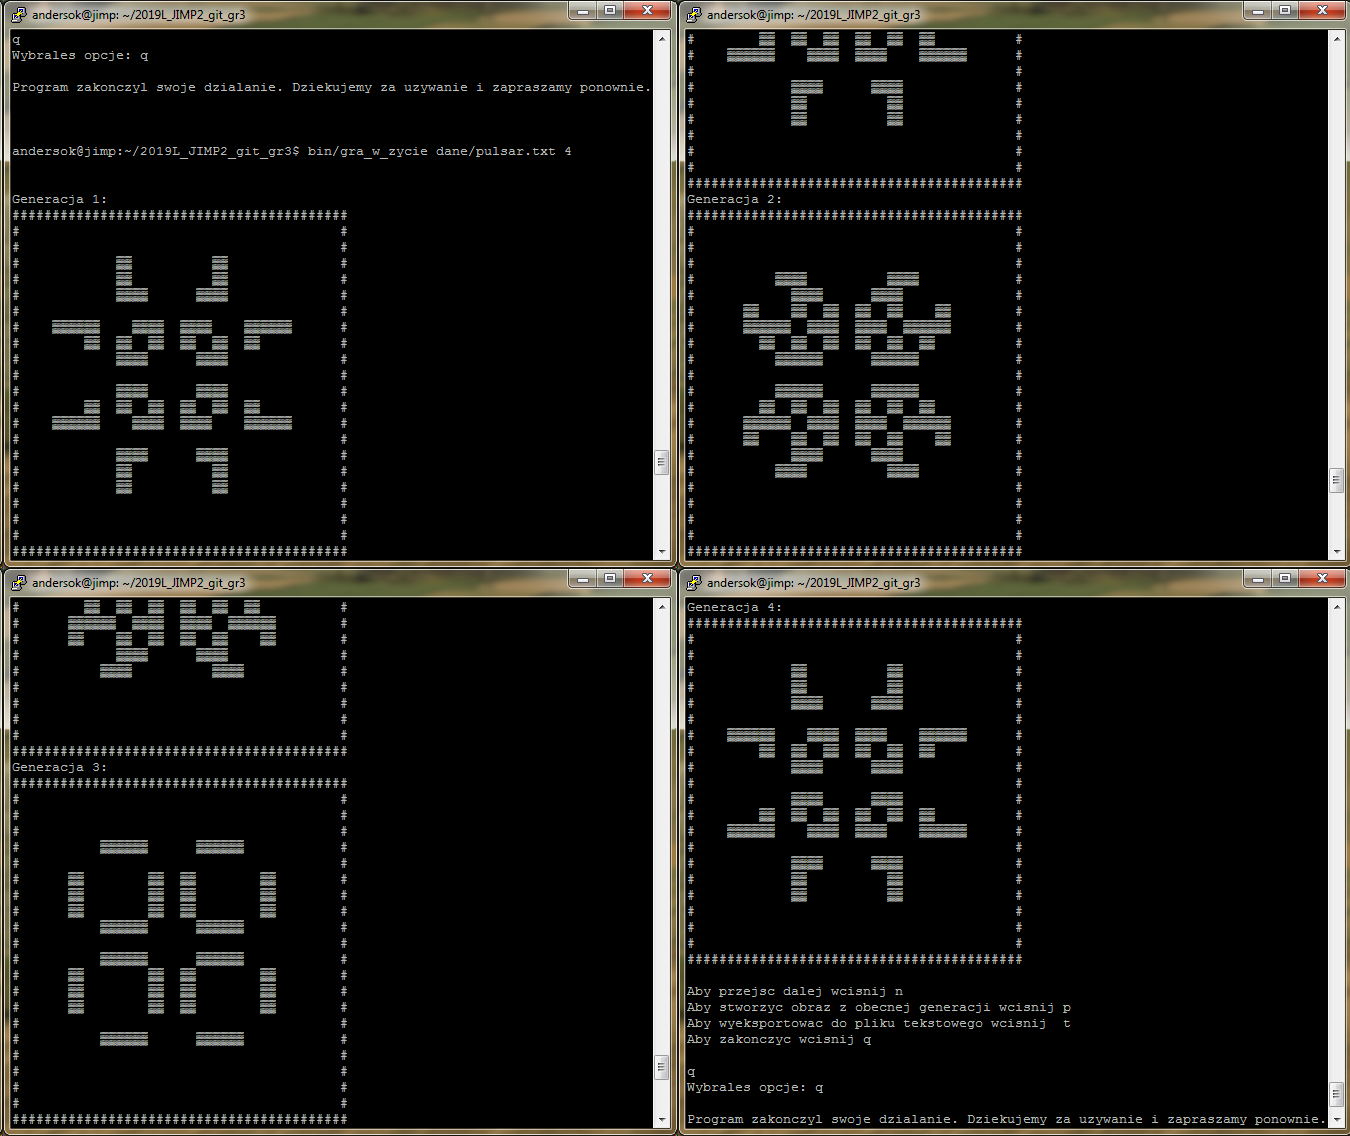 andersok@jimp: ~/2019L_JIMP2_git_gr3
q
Wybrales opcje: q
Program zakonczyl swoje dzialanie. Dziekujemy za uzywanie i zapraszamy ponownie.
andersok@jimp:~/2019L_JIMP2_git_gr3$ bin/gra_w_zycie dane/pulsar.txt 4
Generacja 1:
andersok@jimp: ~/2019L_JIMP2_git_gr3
Generacja 2:
andersok@jimp: ~/2019L_JIMP2_git_gr3
Generacja 3:
andersok@jimp: ~/2019L_JIMP2_git_gr3
Generacja 4:
Aby przejsc dalej wcisnij n
Aby stworzyc obraz z obecnej generacji wcisnij p
Aby wyeksportowac do pliku tekstowego wcisnij  t
Aby zakonczyc wcisnij q
q
Wybrales opcje: q
Program zakonczyl swoje dzialanie. Dziekujemy za uzywanie i zapraszamy ponownie.